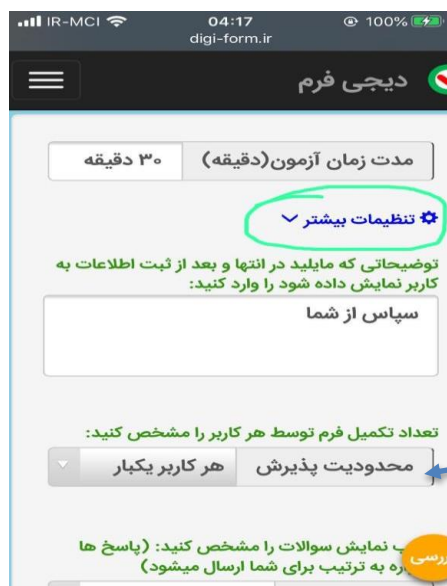 IR-MCI 04:17 100%
digi-form.ir
دیجی فرم
مدت زمان آزمون(دقیقه) ۳۰ دقیقه
تنظیمات بیشتر
توضیحاتی که مایلید در انتها و بعد از ثبت اطلاعات به
کاربر نمایش داده شود را وارد کنید:
سپاس از شما
تعداد تکمیل فرم توسط هر کاربر را مشخص کنید:
محدودیت پذیرش هر کاربر یکبار
نمایش سوالات را مشخص کنید: (پاسخ ها
به ترتیب برای شما ارسال میشود)